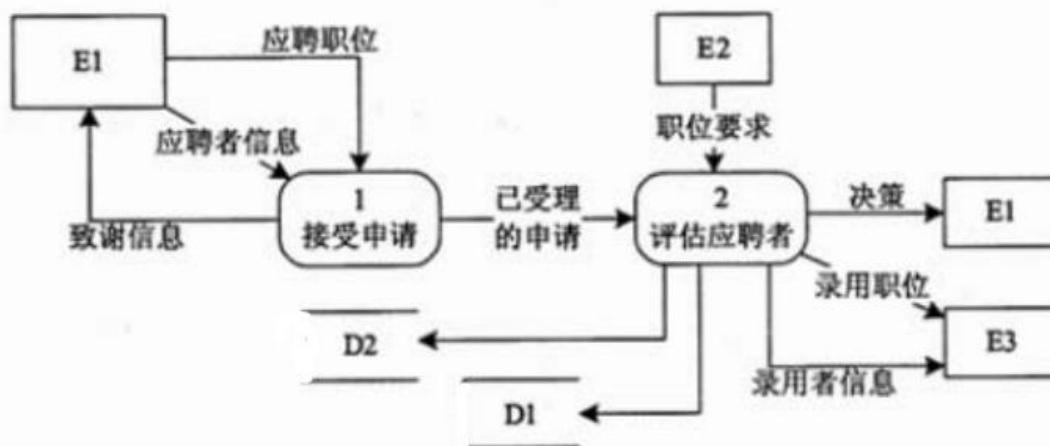 应聘职位
E1
E2
应聘者信息
职位要求
致谢信息
1
接受申请
已受理
的申请
2
评估应聘者
决策
E1
录用职位
D2
E3
录用者信息
D1